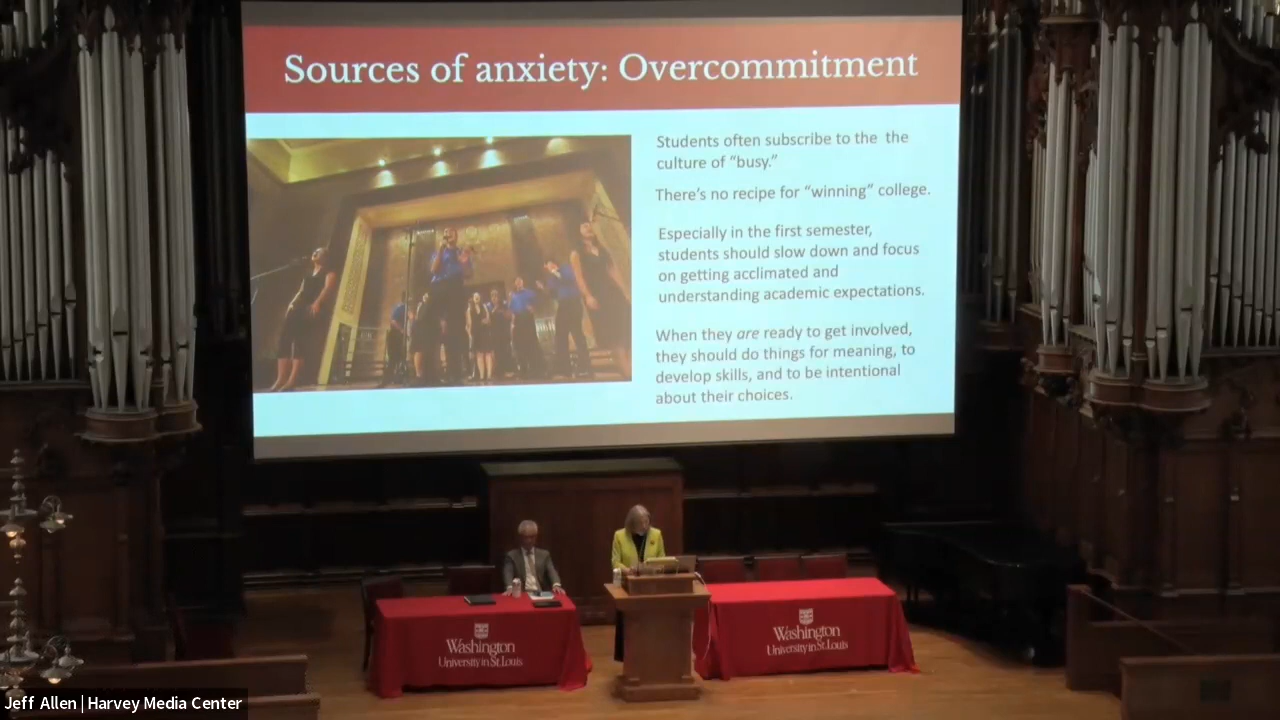 Sources of anxiety: Overcommitment
Students often subscribe to the the
culture of “busy.”
There’s no recipe for “winning” college.
Especially in the first semester,
students should slow down and focus
on getting acclimated and
understanding academic expectations.
When they are ready to get involved,
they should do things for meaning, to
develop skills, and to be intentional
about their choices.
Washington
University in St. Louis
Washington
University in St. Louis
Jeff Allen | Harvey Media Center